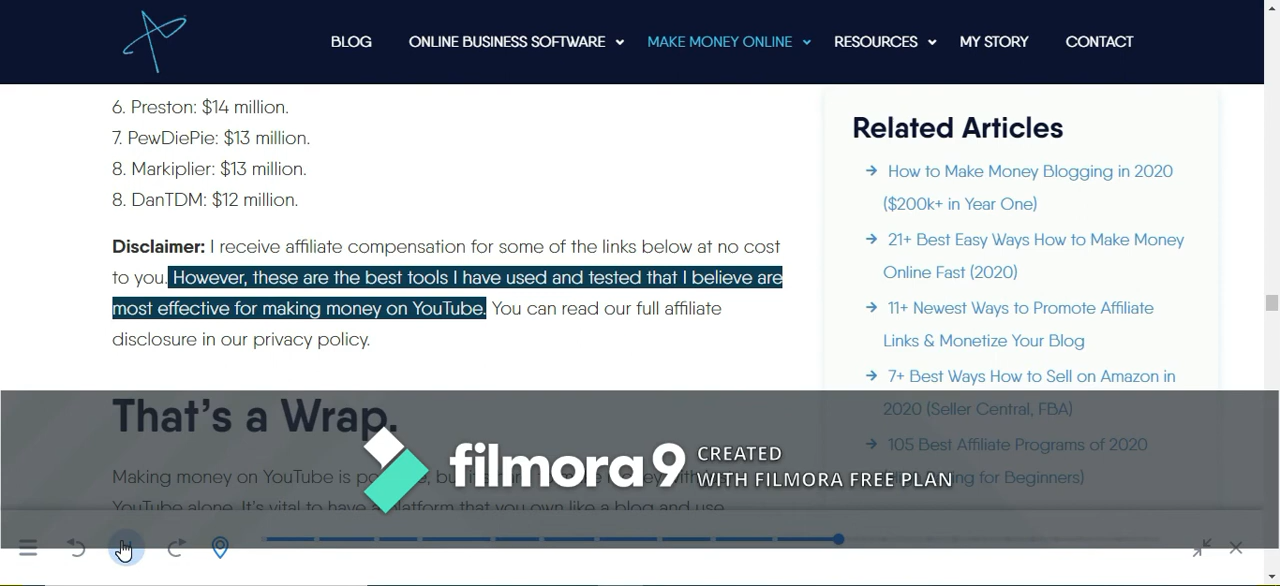 BLOG
ONLINE BUSINESS SOFTWARE
MAKE MONEY ONLINE
RESOURCES
MY STORY
CONTACT
6. Preston: $14 million.
7. PewDiePie: $13 million.
8. Markiplier: $13 million.
8. DanTDM: $12 million.
Disclaimer: I receive affiliate compensation for some of the links below at no cost
to you. However, these are the best tools I have used and tested that I believe are
most effective for making money on YouTube. You can read our full affiliate
disclosure in our privacy policy.
That's a Wrap.
Making money on YouTube is
YouTube alone. It's vital to have a platform that you own like a blog and use
Related Articles
How to Make Money Blogging in 2020
($200k+ in Year One)
21+ Best Easy Ways How to Make Money
Online Fast (2020)
11+ Newest Ways to Promote Affiliate
Links & Monetize Your Blog
7+ Best Ways How to Sell on Amazon in
2020 (Seller Central, FBA)
105 Best Affiliate Programs of 2020
for Beginners)
filmora9
CREATED
WITH FILMORA FREE PLAN